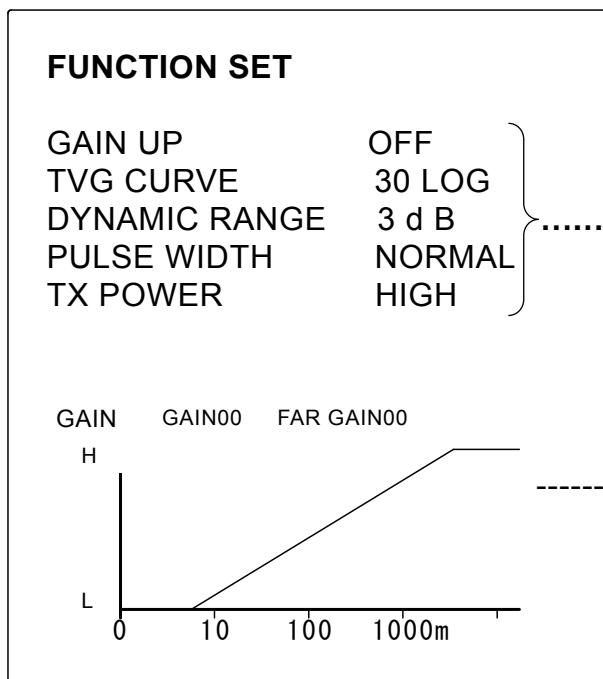 FUNCTION SET
GAIN UP OFF
TVG CURVE 30 LOG
DYNAMIC RANGE 3 d B
PULSE WIDTH NORMAL
TX POWER HIGH
......
GAIN GAIN00 FAR GAIN00
H
------
L
0 10 100 1000m